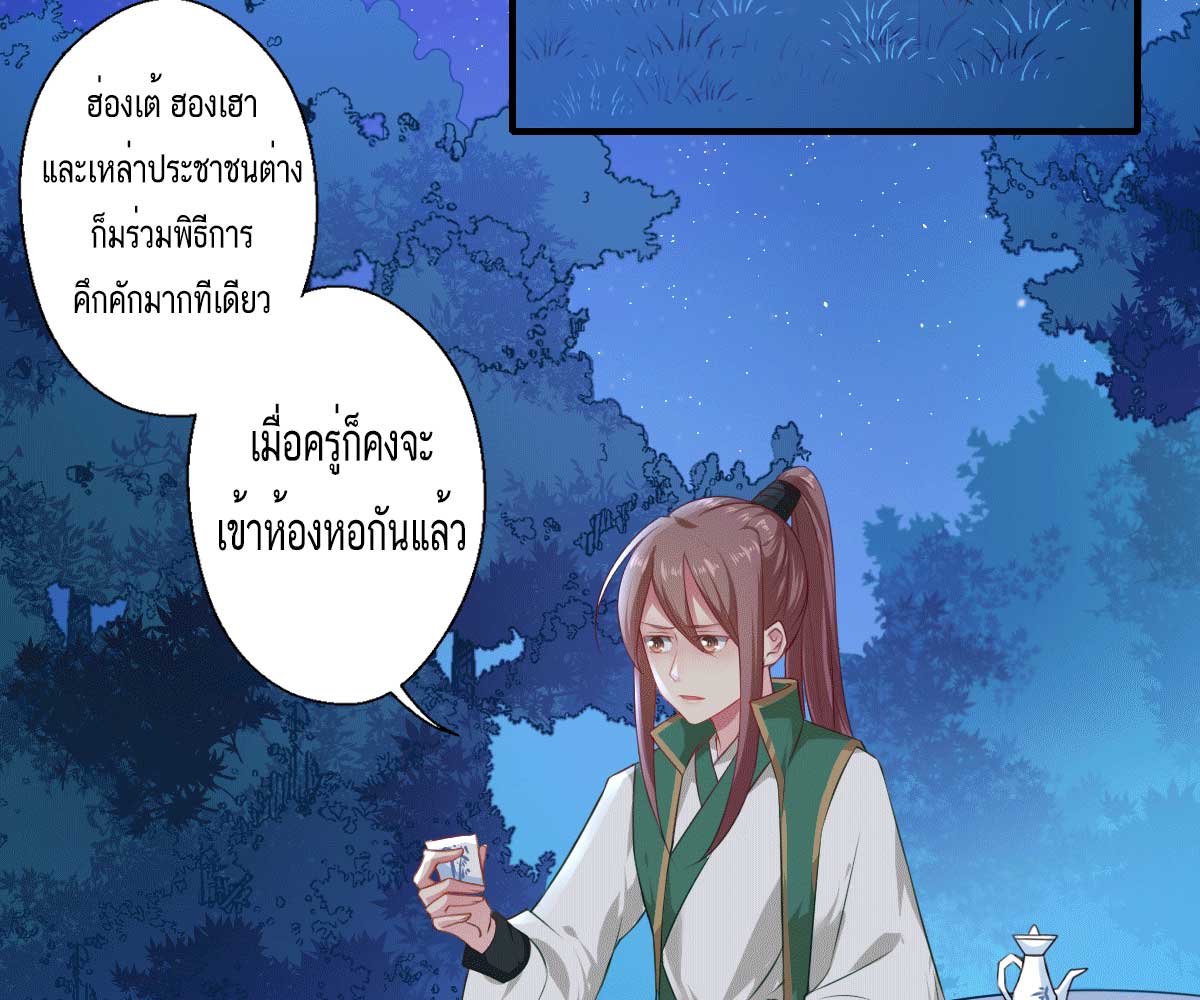 ฮ่องเต้ ฮองเฮา
และเหล่าประชาชนต่าง
ก็มร่วมพิธีการ
คึกคักมากทีเดียว
เมื่อครู่ก็คงจะ
เข้าห้องหอกันแล้ว